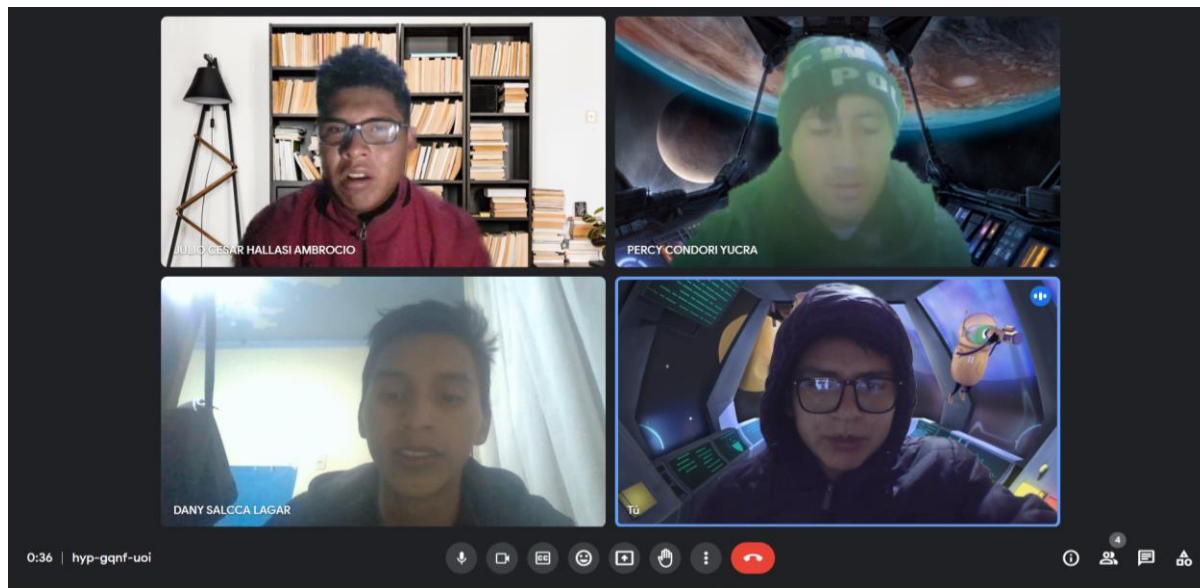 JULIO CESAR HALLASI AMBROCIO
PERCY CONDORI YUCRA
DANY SALCCA LAGAR
Tú
0:36 | hyp-gqnf-uoi
4